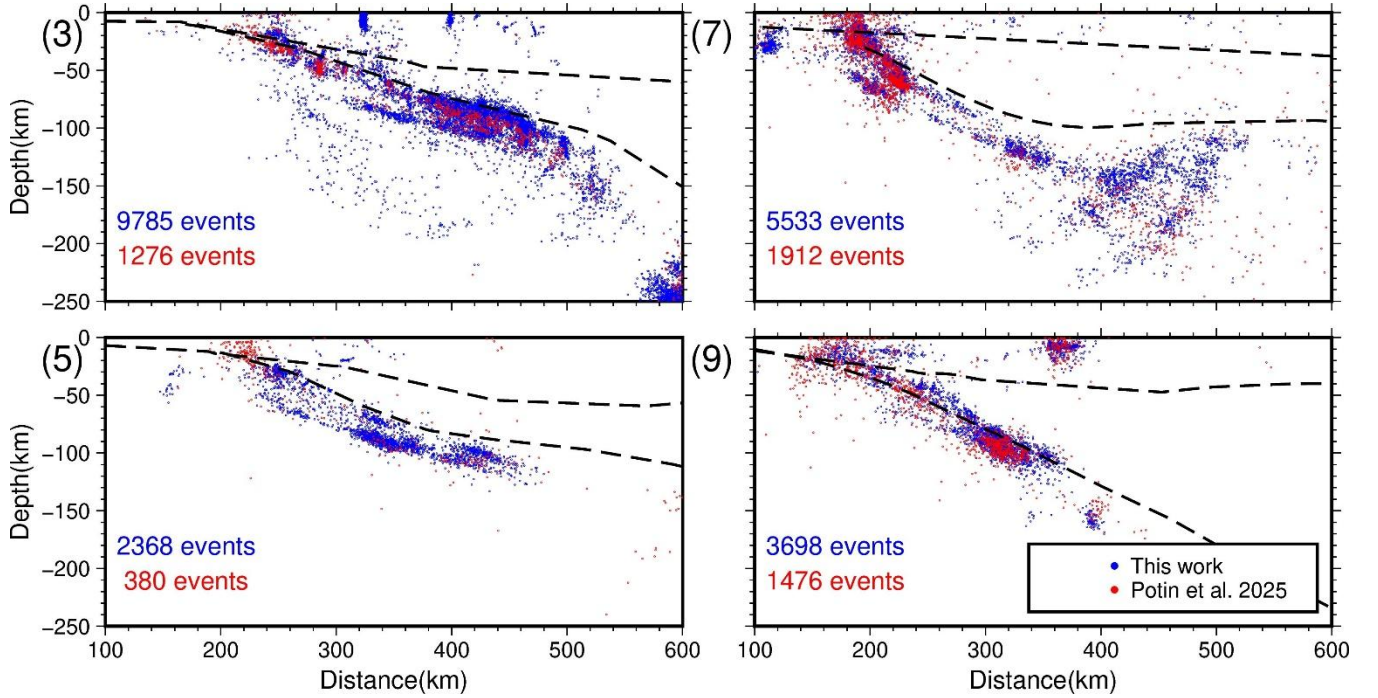 (3)
0
−50
−100
−150
−200
−250
Depth(km)
9785 events
1276 events
(7)
5533 events
1912 events
(5)
0
−50
−100
−150
−200
−250
Depth(km)
2368 events
380 events
100 200 300 400 500 600
Distance(km)
(9)
3698 events
1476 events
This work
Potin et al. 2025
100 200 300 400 500 600
Distance(km)